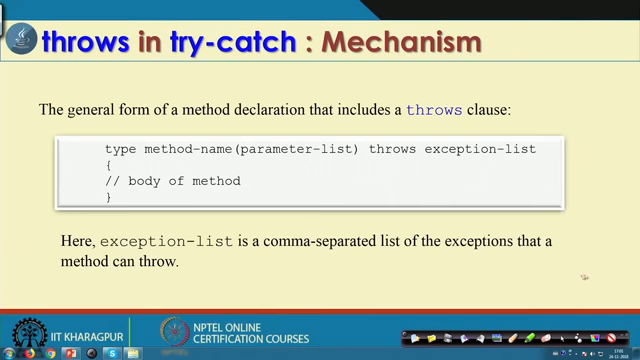 throws in try-catch : Mechanism
The general form of a method declaration that includes a throws clause:
type method-name(parameter-list) throws exception-list
{
// body of method
}
Here, exception-list is a comma-separated list of the exceptions that a
method can throw.
IIT KHARAGPUR
NPTEL ONLINE
CERTIFICATION COURSES
17:01